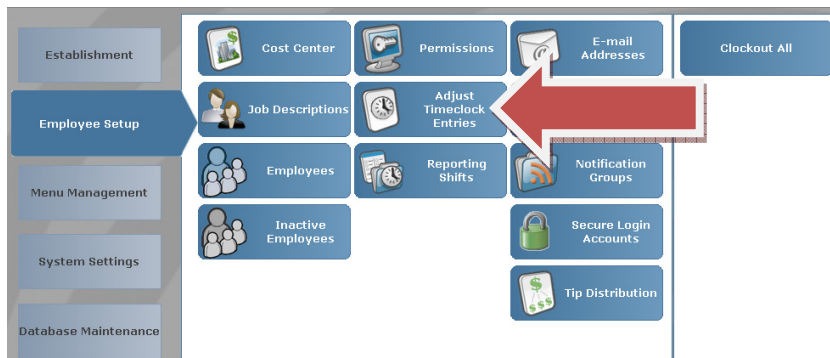 Establishment
Employee Setup
Menu Management
System Settings
Database Maintenance
Cost Center
Job Descriptions
Employees
Inactive
Employees
Permissions
Adjust
Timeclock
Entries
Reporting
Shifts
E-mail
Addresses
Notification
Groups
Secure Login
Accounts
Tip Distribution
Clockout All